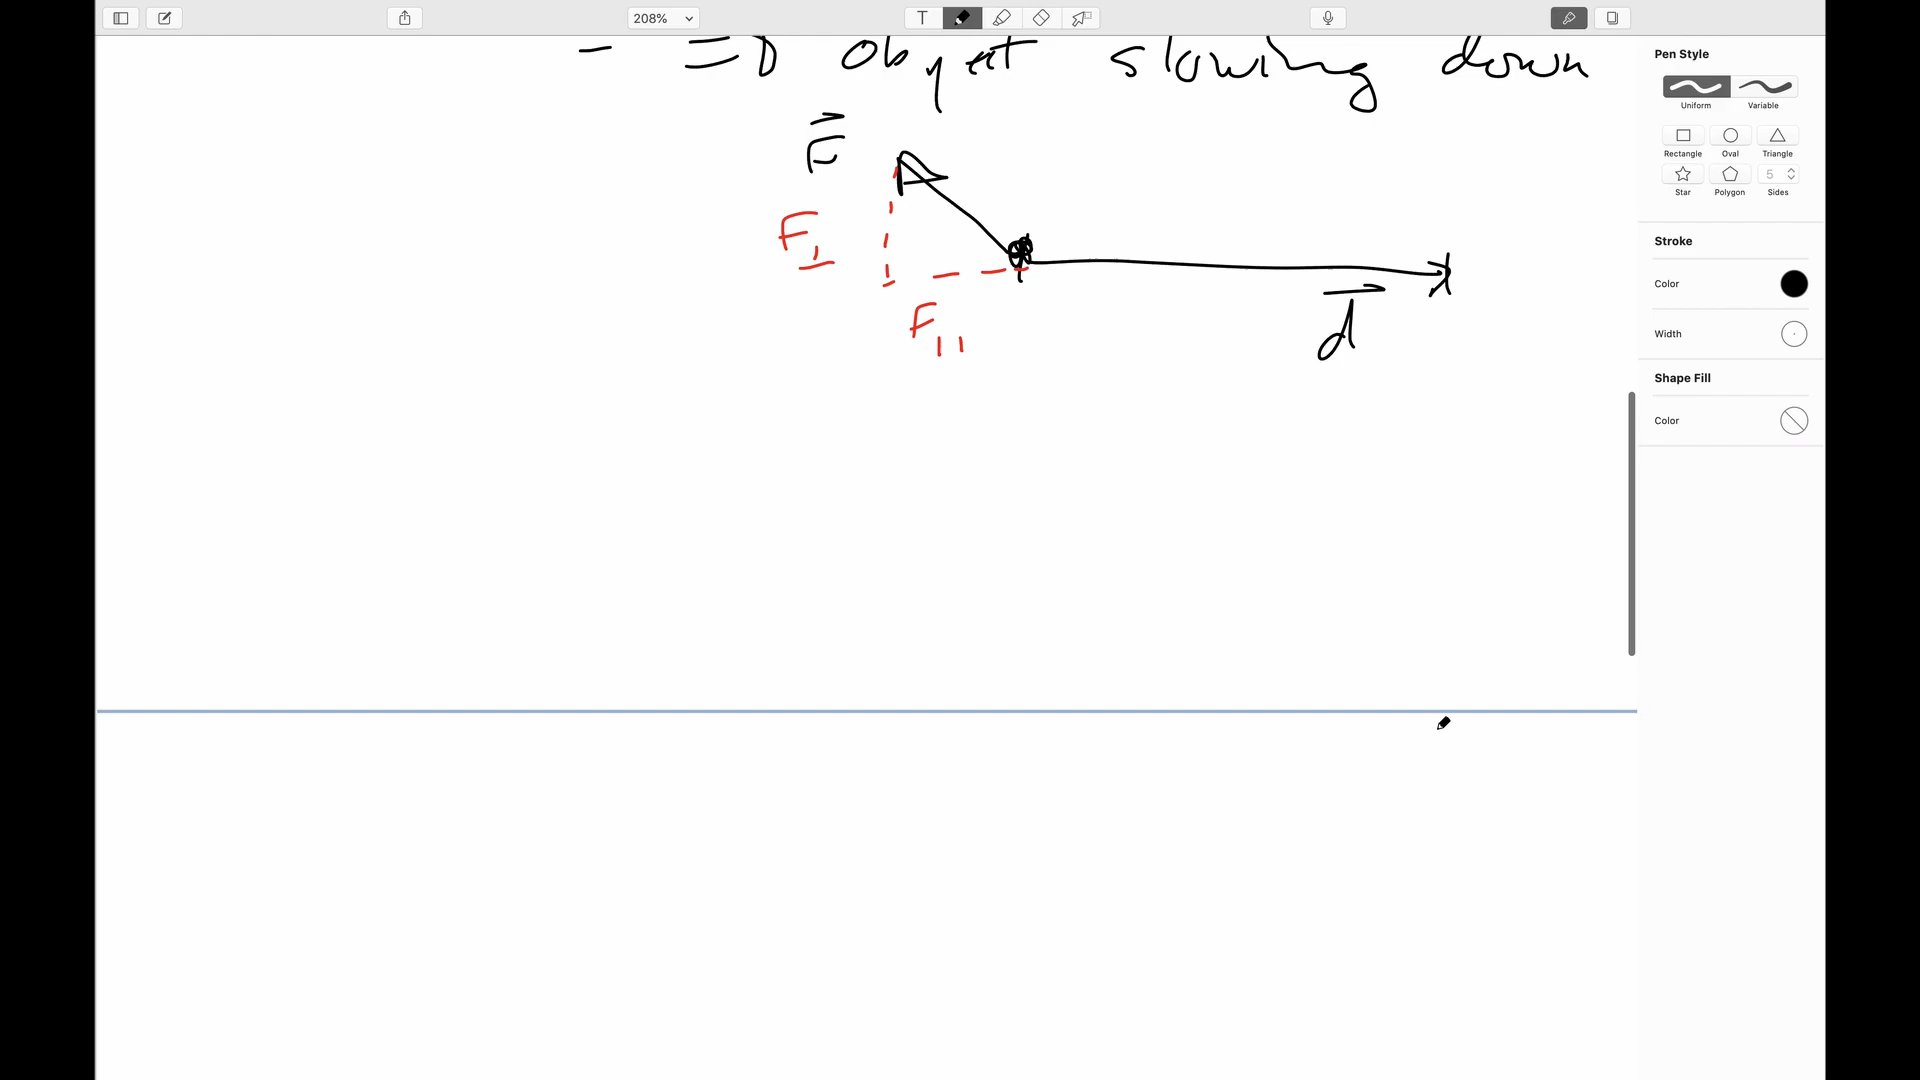 208%
T
− ⇒ object slowing down
F⃗
F⊥
F∥
d⃗
Pen Style
Uniform Variable
Rectangle Oval Triangle
5
Star Polygon Sides
Stroke
Color
Width
Shape Fill
Color